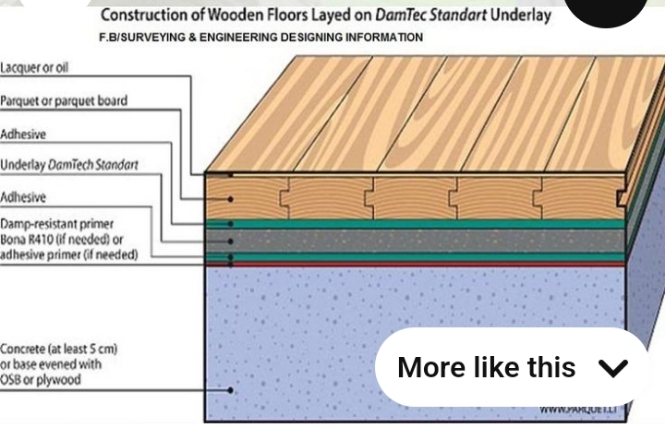 Construction of Wooden Floors Layed on DamTec Standart Underlay
F.B/SURVEYING & ENGINEERING DESIGNING INFORMATION
Lacquer or oil
Parquet or parquet board
Adhesive
Underlay DamTech Standart
Adhesive
Damp-resistant primer
Bona R410 (if needed) or
adhesive primer (if needed)
Concrete (at least 5 cm)
or base evened with
OSB or plywood
More like this
WWW.PARQUET.LT